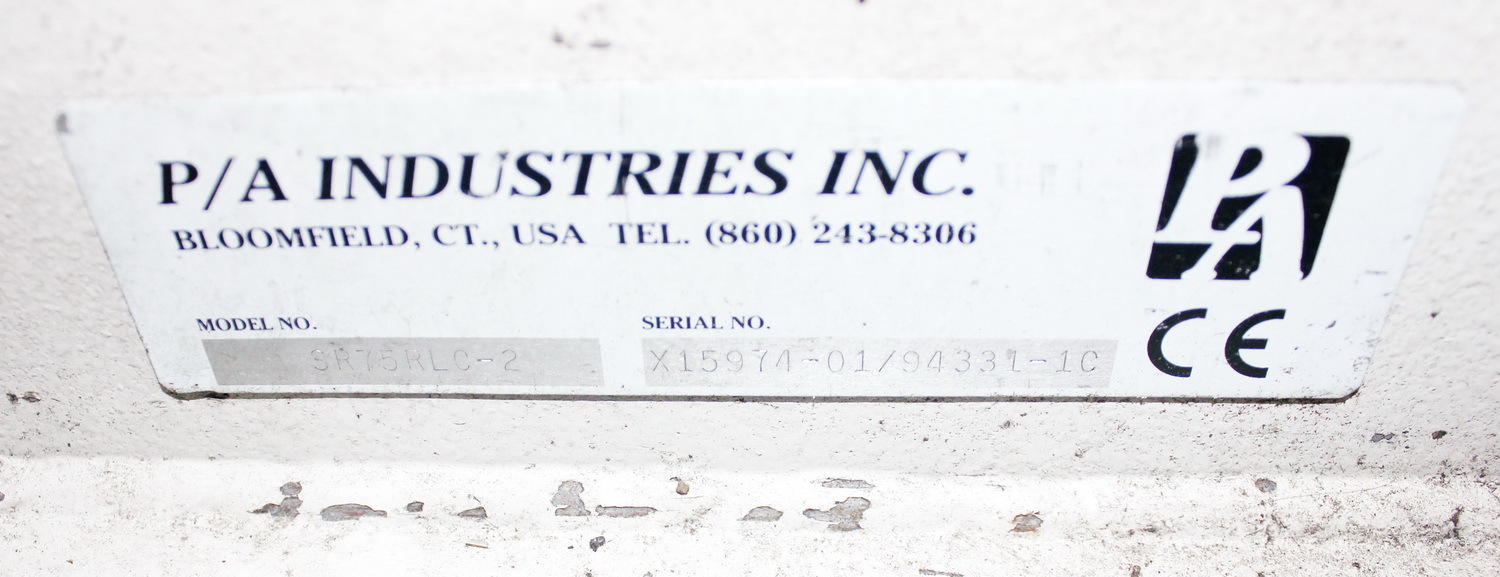 P/A INDUSTRIES INC.
BLOOMFIELD, CT., USA TEL. (860) 243-8306
PA
MODEL NO. SERIAL NO.
SR75RLC-2 X15974-01/94331-1C
CE